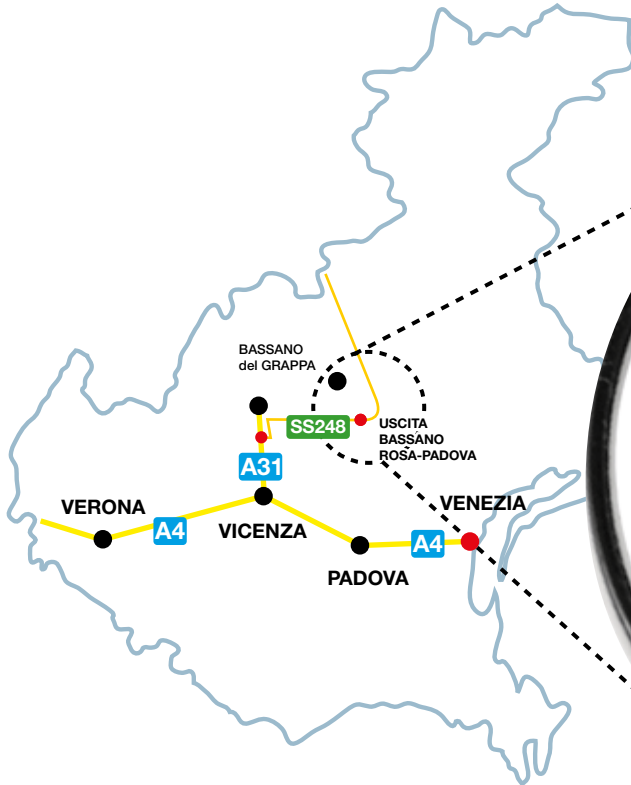 BASSANO
del GRAPPA
SS248
USCITA
BASSANO
ROSA-PADOVA
A31
VERONA
A4
VICENZA
VENEZIA
A4
PADOVA